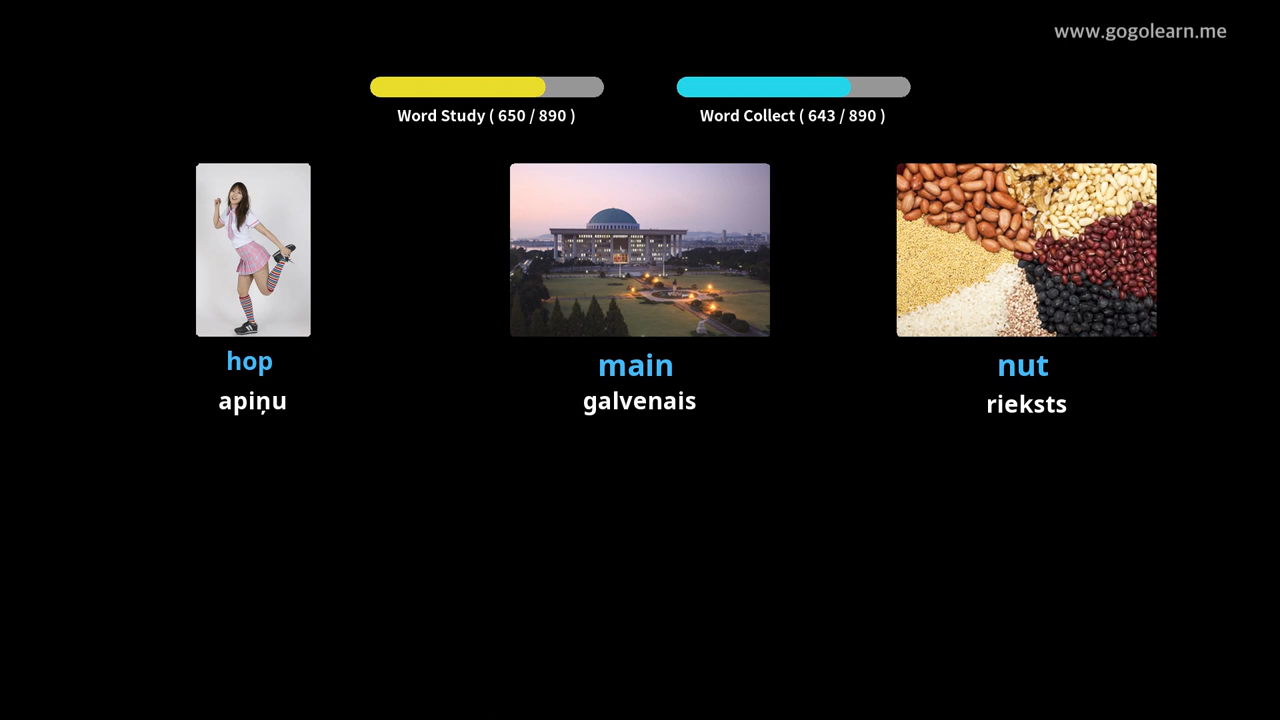 www.gogolearn.me
Word Study ( 650 / 890 )
Word Collect ( 643 / 890 )
hop
main
nut
apiņu
galvenais
rieksts